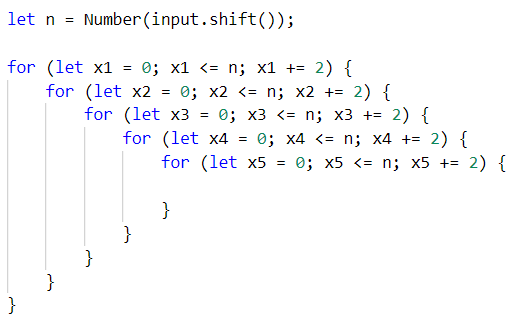 let n = Number(input.shift());
for (let x1 = 0; x1 <= n; x1 += 2) {
for (let x2 = 0; x2 <= n; x2 += 2) {
for (let x3 = 0; x3 <= n; x3 += 2) {
for (let x4 = 0; x4 <= n; x4 += 2) {
for (let x5 = 0; x5 <= n; x5 += 2) {
}
}
}
}
}